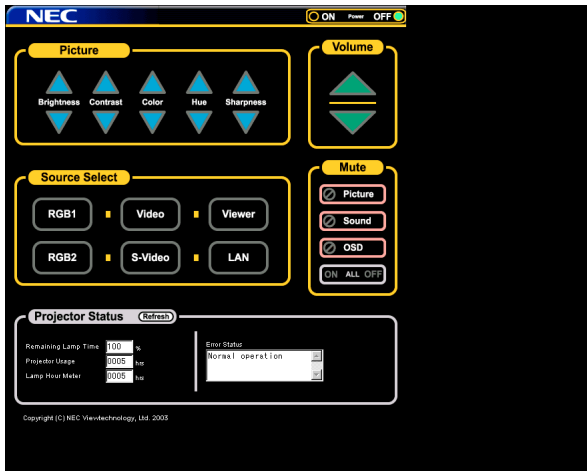 NEC
ON Power OFF
Picture
Brightness Contrast Color Hue Sharpness
Volume
Source Select
RGB1 Video Viewer
RGB2 S-Video LAN
Mute
Picture
Sound
OSD
ON ALL OFF
Projector Status Refresh
Remaining Lamp Time 100 %
Projector Usage 0005 hrs
Lamp Hour Meter 0005 hrs
Error Status
Normal operation
Copyright (C) NEC Viewtechnology, Ltd. 2003